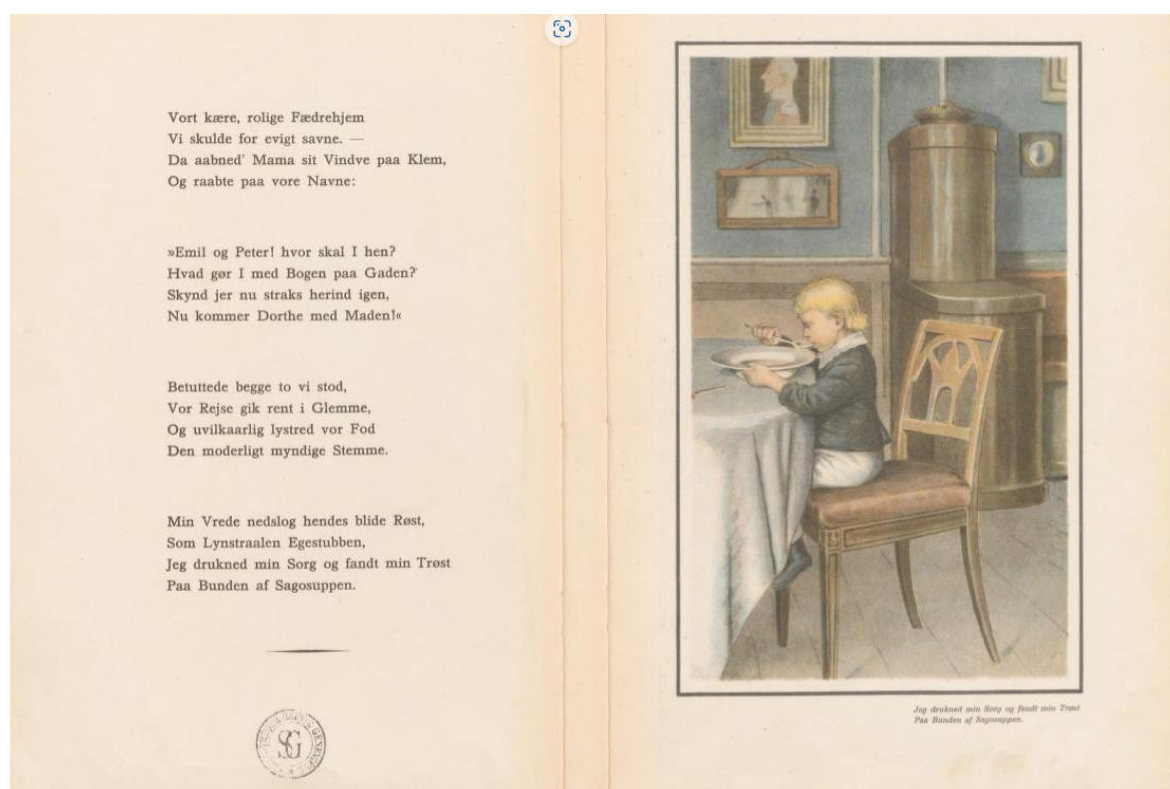 Vort kære, rolige Fædrehjem
Vi skulde for evigt savne. —
Da aabned' Mama sit Vindve paa Klem,
Og raabte paa vore Navne:
»Emil og Peter! hvor skal I hen?
Hvad gør I med Bogen paa Gaden?
Skynd jer nu straks herind igen,
Nu kommer Dorthe med Maden!«
Betuttede begge to vi stod,
Vor Rejse gik rent i Glemme,
Og uvilkaarlig lystred vor Fod
Den moderligt myndige Stemme.
Min Vrede nedslog hendes blide Røst,
Som Lynstraalen Egestubben,
Jeg drukned min Sorg og fandt min Trøst
Paa Bunden af Sagosuppen.
SG
Jeg drukned min Sorg og fandt min Trøst
Paa Bunden af Sagosuppen.